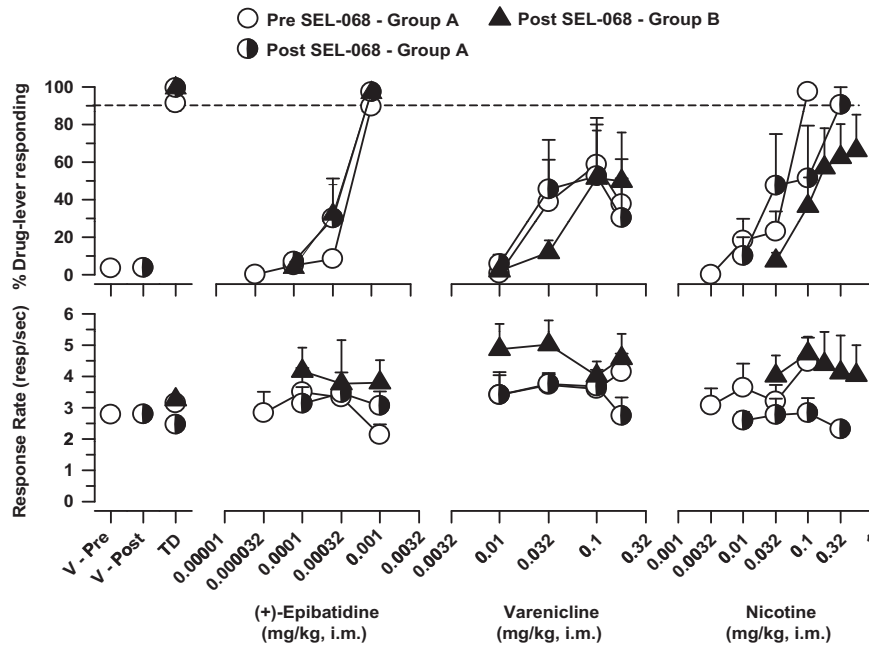 Pre SEL-068 - Group A
Post SEL-068 - Group B
Post SEL-068 - Group A
% Drug-lever responding
100
80
60
40
20
0
Response Rate (resp/sec)
6
5
4
3
2
1
0
V - Pre
V - Post
TD
0.00001
0.000032
0.0001
0.00032
0.001
0.0032
0.0032
0.01
0.032
0.1
0.32
0.001
0.0032
0.01
0.032
0.1
0.32
(+)-Epibatidine
(mg/kg, i.m.)
Varenicline
(mg/kg, i.m.)
Nicotine
(mg/kg, i.m.)